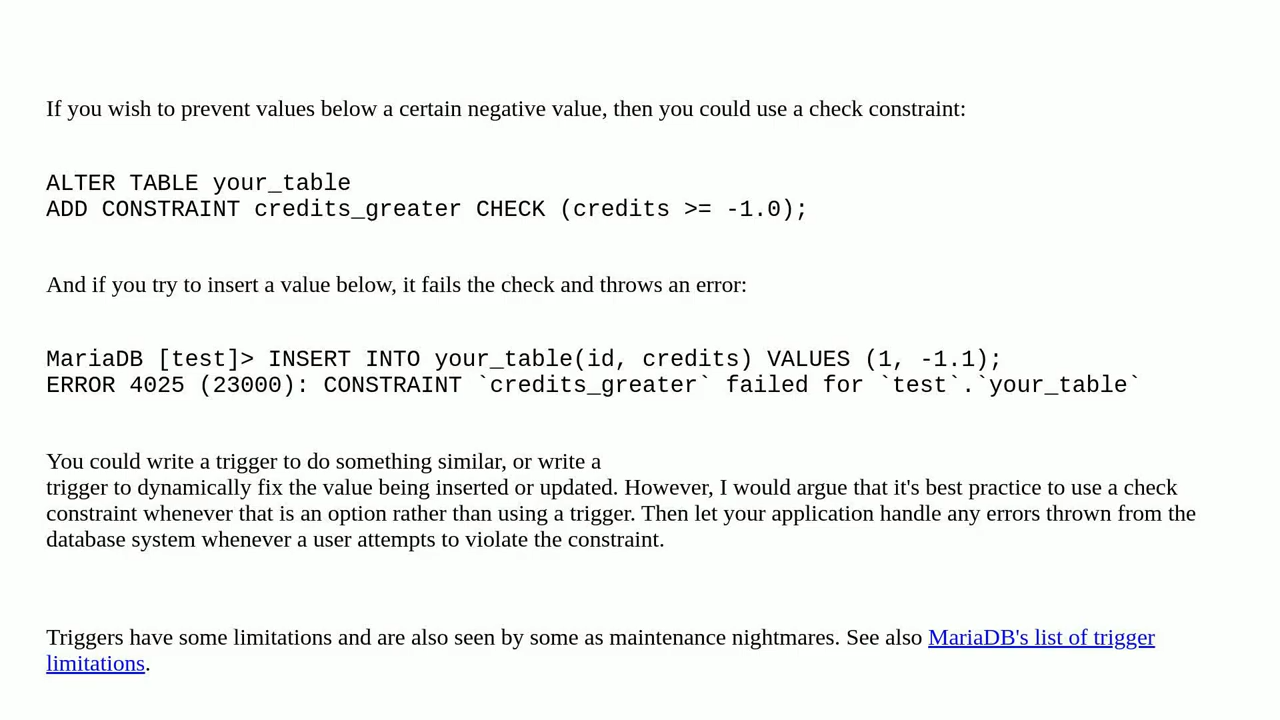 If you wish to prevent values below a certain negative value, then you could use a check constraint:
ALTER TABLE your_table
ADD CONSTRAINT credits_greater CHECK (credits >= -1.0);
And if you try to insert a value below, it fails the check and throws an error:
MariaDB [test]> INSERT INTO your_table(id, credits) VALUES (1, -1.1);
ERROR 4025 (23000): CONSTRAINT `credits_greater` failed for `test`.`your_table`
You could write a trigger to do something similar, or write a
trigger to dynamically fix the value being inserted or updated. However, I would argue that it's best practice to use a check
constraint whenever that is an option rather than using a trigger. Then let your application handle any errors thrown from the
database system whenever a user attempts to violate the constraint.
Triggers have some limitations and are also seen by some as maintenance nightmares. See also MariaDB's list of trigger
limitations.